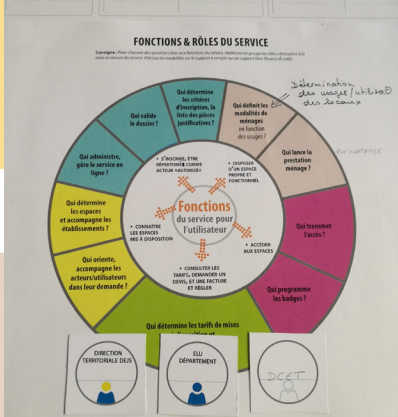 FONCTIONS & RÔLES DU SERVICE
Qui détermine
les critères
d'inscription, la
liste des pièces
justificatives ?
Qui définit les
modalités de
ménages
en fonction
des usages ?
Détermination
des usages/utilisat°
des locaux
Qui valide
le dossier ?
Qui lance la
prestation
ménage ?
Qui administre,
gère le service en
ligne ?
• S'INSCRIRE, ÊTRE
RÉPERTORIÉ COMME
ACTEUR «AUTORISÉ»
• DISPOSER
D'UN ESPACE
PROPRE ET
FONCTIONNEL
Fonctions
du service pour
l'utilisateur
Qui détermine
les espaces
et accompagne les
établissements ?
• CONNAITRE
LES ESPACES
MIS À DISPOSITION
• ACCÉDER
AUX ESPACES
Qui transmet
l'accès ?
Qui oriente,
accompagne les
acteurs/utilisateurs
dans leur demande ?
• CONSULTER LES
TARIFS, DEMANDER UN
DEVIS, ET UNE FACTURE
ET RÉGLER
Qui programme
les badges ?
Qui détermine les tarifs de mises
DIRECTION
TERRITORIALE DEJS
ELU
DÉPARTEMENT
DCET